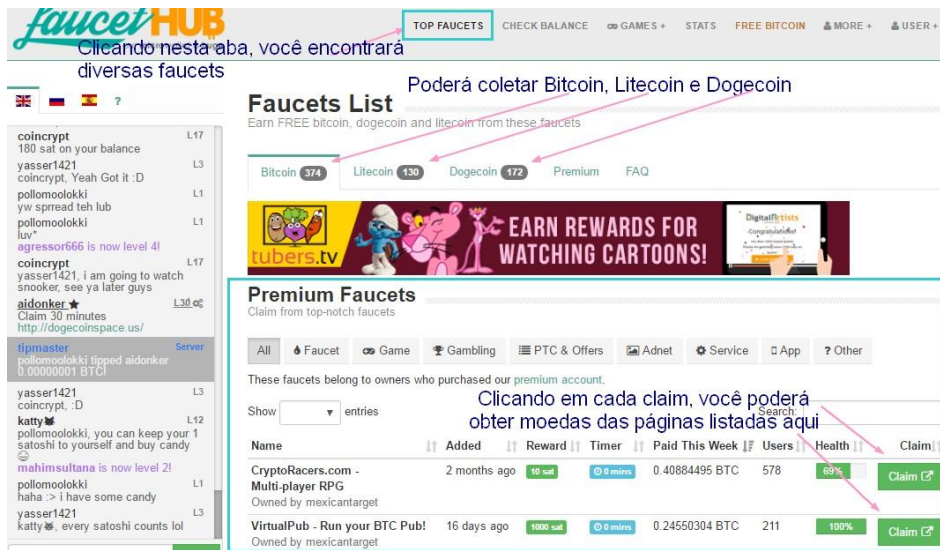 faucetHUB
TOP FAUCETS
CHECK BALANCE
GAMES +
STATS
FREE BITCOIN
MORE +
USER +
Clicando nesta aba, você encontrará
diversas faucets
?
coincrypt L17
180 sat on your balance
yasser1421 L3
coincrypt, Yeah Got it :D
pollomoolokki L1
yw sprread teh lub
pollomoolokki L1
luv*
agressor666 is now level 4!
coincrypt L17
yasser1421, i am going to watch
snooker, see ya later guys
aidonker L30
Claim 30 minutes
http://dogecoinspace.us/
tipmaster Server
pollomoolokki tipped aidonker
0.00000001 BTC!
yasser1421 L3
coincrypt, :D
katty L12
pollomoolokki, you can keep your 1
satoshi to yourself and buy candy
mahimsultana is now level 2!
pollomoolokki L1
haha :> i have some candy
yasser1421 L3
katty, every satoshi counts lol
Poderá coletar Bitcoin, Litecoin e Dogecoin
Faucets List
Earn FREE bitcoin, dogecoin and litecoin from these faucets
Bitcoin 374 Litecoin 130 Dogecoin 172 Premium FAQ
tubers.tv
EARN REWARDS FOR
WATCHING CARTOONS!
DigitalArtists
Congratulations!
Premium Faucets
Claim from top-notch faucets
All Faucet Game Gambling PTC & Offers Adnet Service App ? Other
These faucets belong to owners who purchased our premium account.
Clicando em cada claim, você poderá
obter moedas das páginas listadas aqui
Show entries Search:
Name Added Reward Timer Paid This Week Users Health Claim
CryptoRacers.com - 2 months ago 10 sat 0 mins 0.40884495 BTC 578 69% Claim
Multi-player RPG
Owned by mexicantarget
VirtualPub - Run your BTC Pub! 16 days ago 1000 sat 0 mins 0.24550304 BTC 211 100% Claim
Owned by mexicantarget